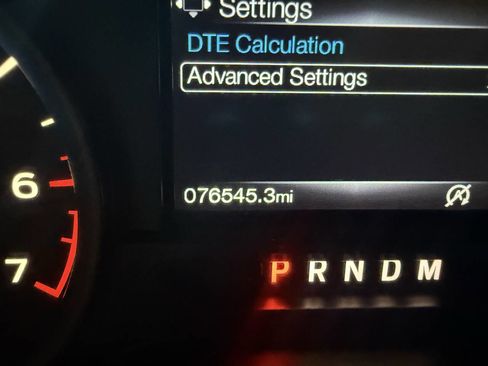 Settings
DTE Calculation
Advanced Settings
6
076545.3mi
7
P R N D M